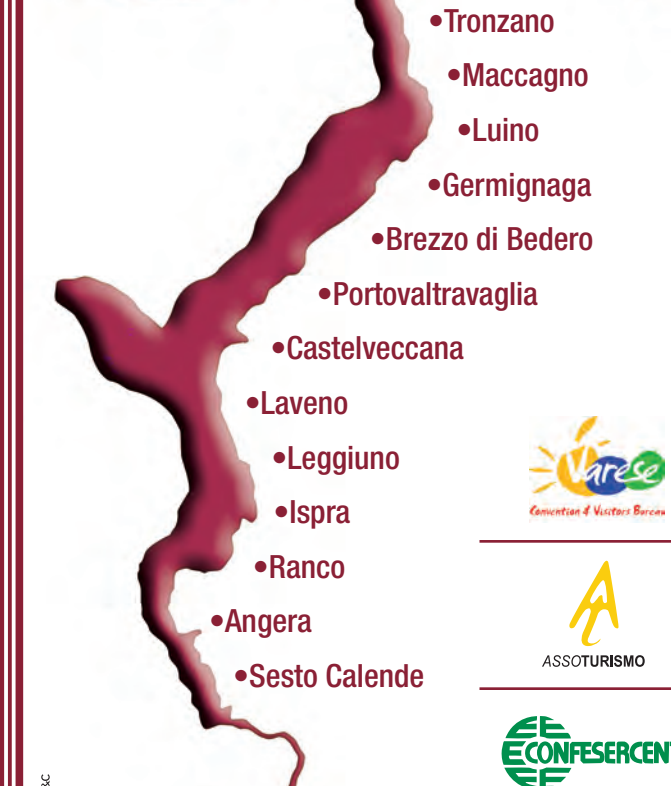 •Tronzano
•Maccagno
•Luino
•Germignaga
•Brezzo di Bedero
•Portovaltravaglia
•Castelveccana
•Laveno
•Leggiuno
•Ispra
•Ranco
•Angera
•Sesto Calende
Varese
Convention & Visitors Bureau
ASSOTURISMO
CONFESERCENT